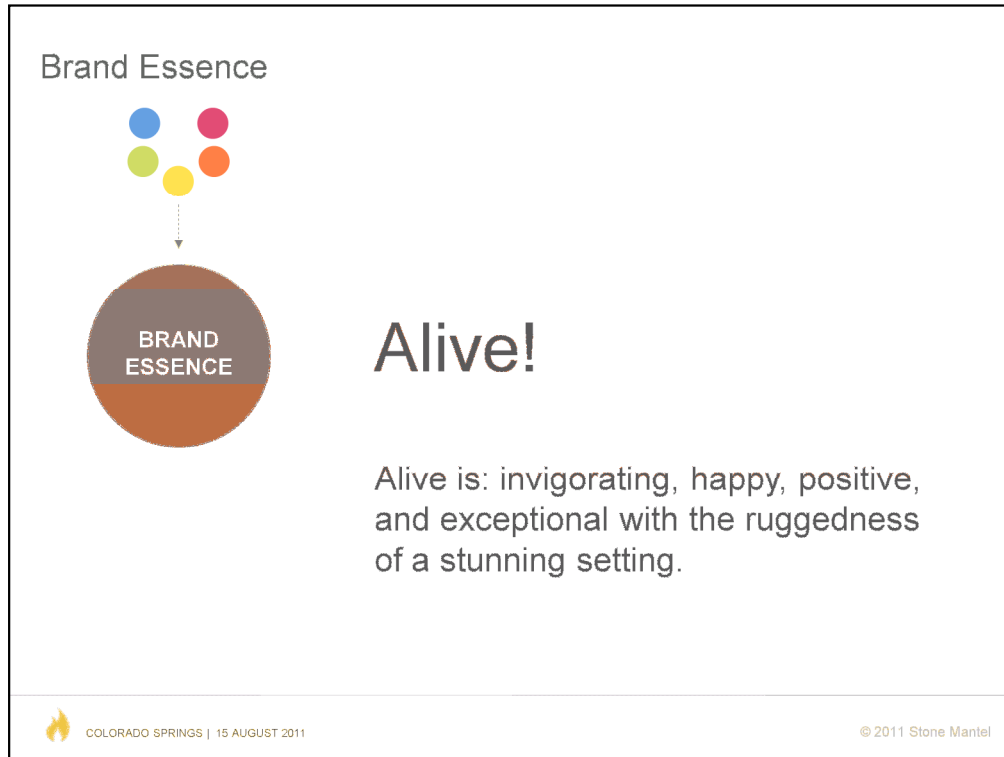 Brand Essence
BRAND
ESSENCE
Alive!
Alive is: invigorating, happy, positive,
and exceptional with the ruggedness
of a stunning setting.
COLORADO SPRINGS | 15 AUGUST 2011
© 2011 Stone Mantel